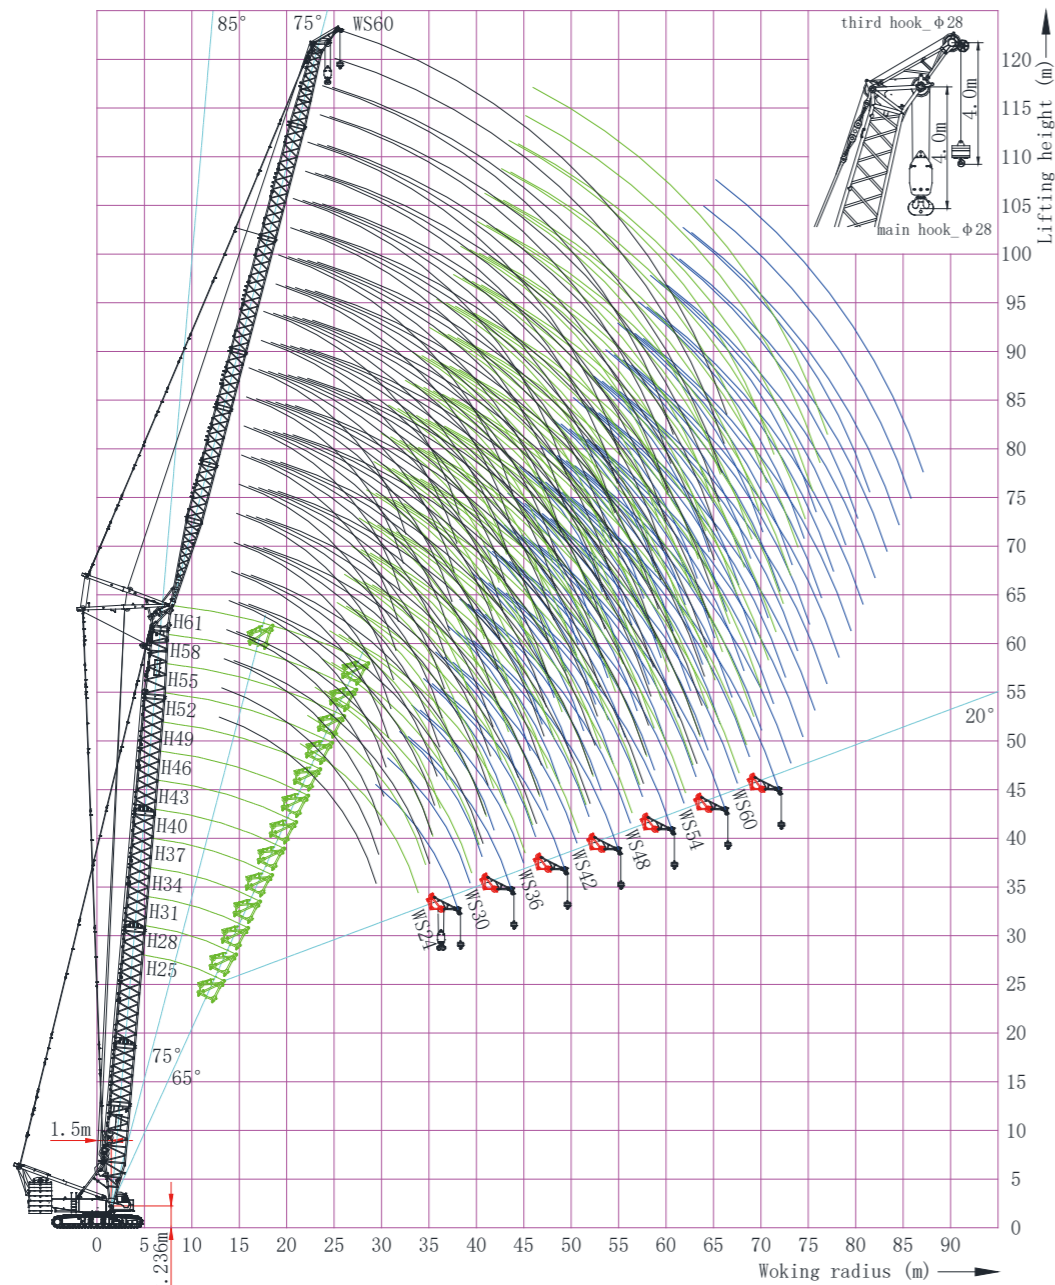 85°
75°
WS60
third hook_Φ28
4.0m
4.0m
main hook_Φ28
Lifting height (m)
120
115
110
105
100
95
90
85
80
75
70
65
60
55
50
45
40
35
30
25
20
15
10
5
0
H61
H58
H55
H52
H49
H46
H43
H40
H37
H34
H31
H28
H25
20°
WS60
WS54
WS48
WS42
WS36
WS30
WS24
75°
65°
1.5m
.236m
0 5 10 15 20 25 30 35 40 45 50 55 60 65 70 75 80 85 90
Woking radius (m)